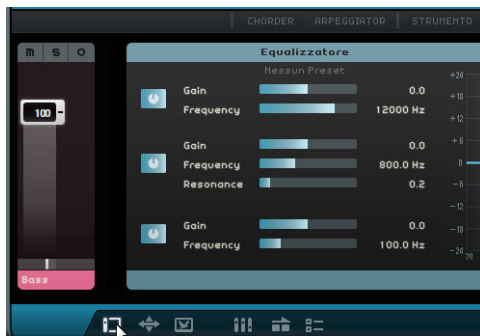 CHORDER ARPEGGIATOR STRUMENTO
m S O
Equalizzatore
Nessun Preset
+24
Gain 0.0
+18
100
Frequency 12000 Hz
+12
Gain 0.0
+6
Frequency 800.0 Hz
0
Resonance 0.2
-6
-12
Gain 0.0
-18
Frequency 100.0 Hz
-24
20
Bass